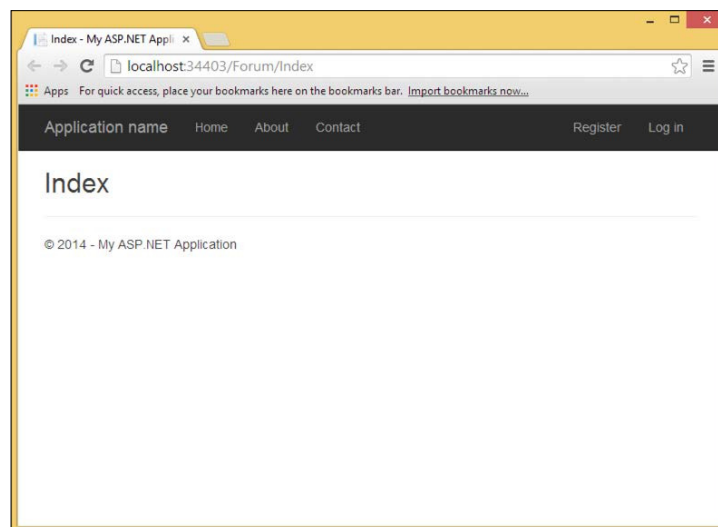 Index - My ASP.NET Appli
localhost:34403/Forum/Index
Apps For quick access, place your bookmarks here on the bookmarks bar. Import bookmarks now...
Application name Home About Contact Register Log in
Index
© 2014 - My ASP.NET Application